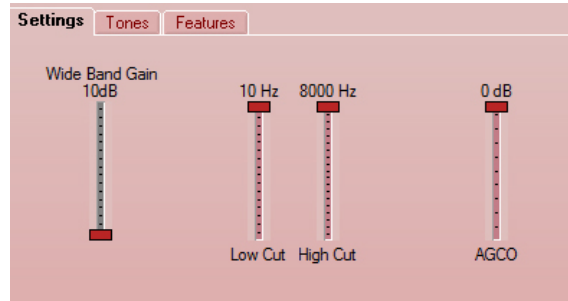 Settings Tones Features
Wide Band Gain
10dB 10 Hz 8000 Hz 0 dB
Low Cut High Cut AGCO